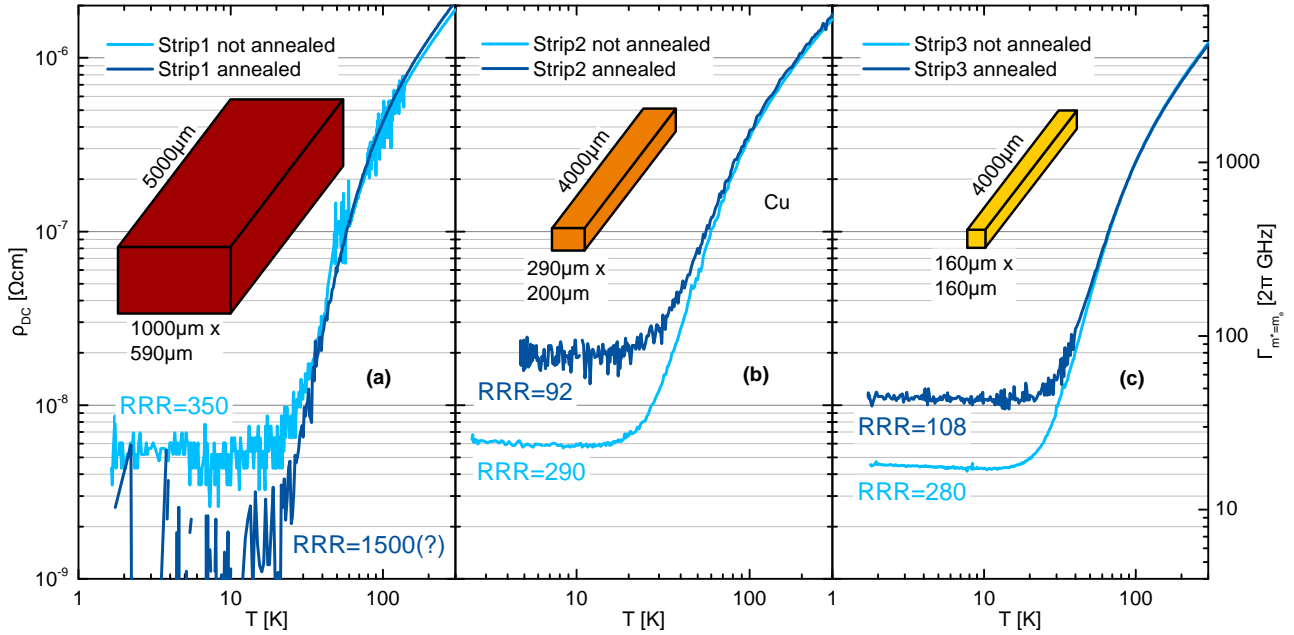 Strip1 not annealed
Strip1 annealed
5000µm
1000µm x
590µm
(a)
RRR=350
RRR=1500(?)
Strip2 not annealed
Strip2 annealed
4000µm
290µm x
200µm
Cu
(b)
RRR=92
RRR=290
Strip3 not annealed
Strip3 annealed
4000µm
160µm x
160µm
(c)
RRR=108
RRR=280
ρDC [Ωcm]
10⁻⁶
10⁻⁷
10⁻⁸
10⁻⁹
1000
100
10
Γm*=me [2π GHz]
1 10 100 10 100 1 10 100
T [K] T [K] T [K]